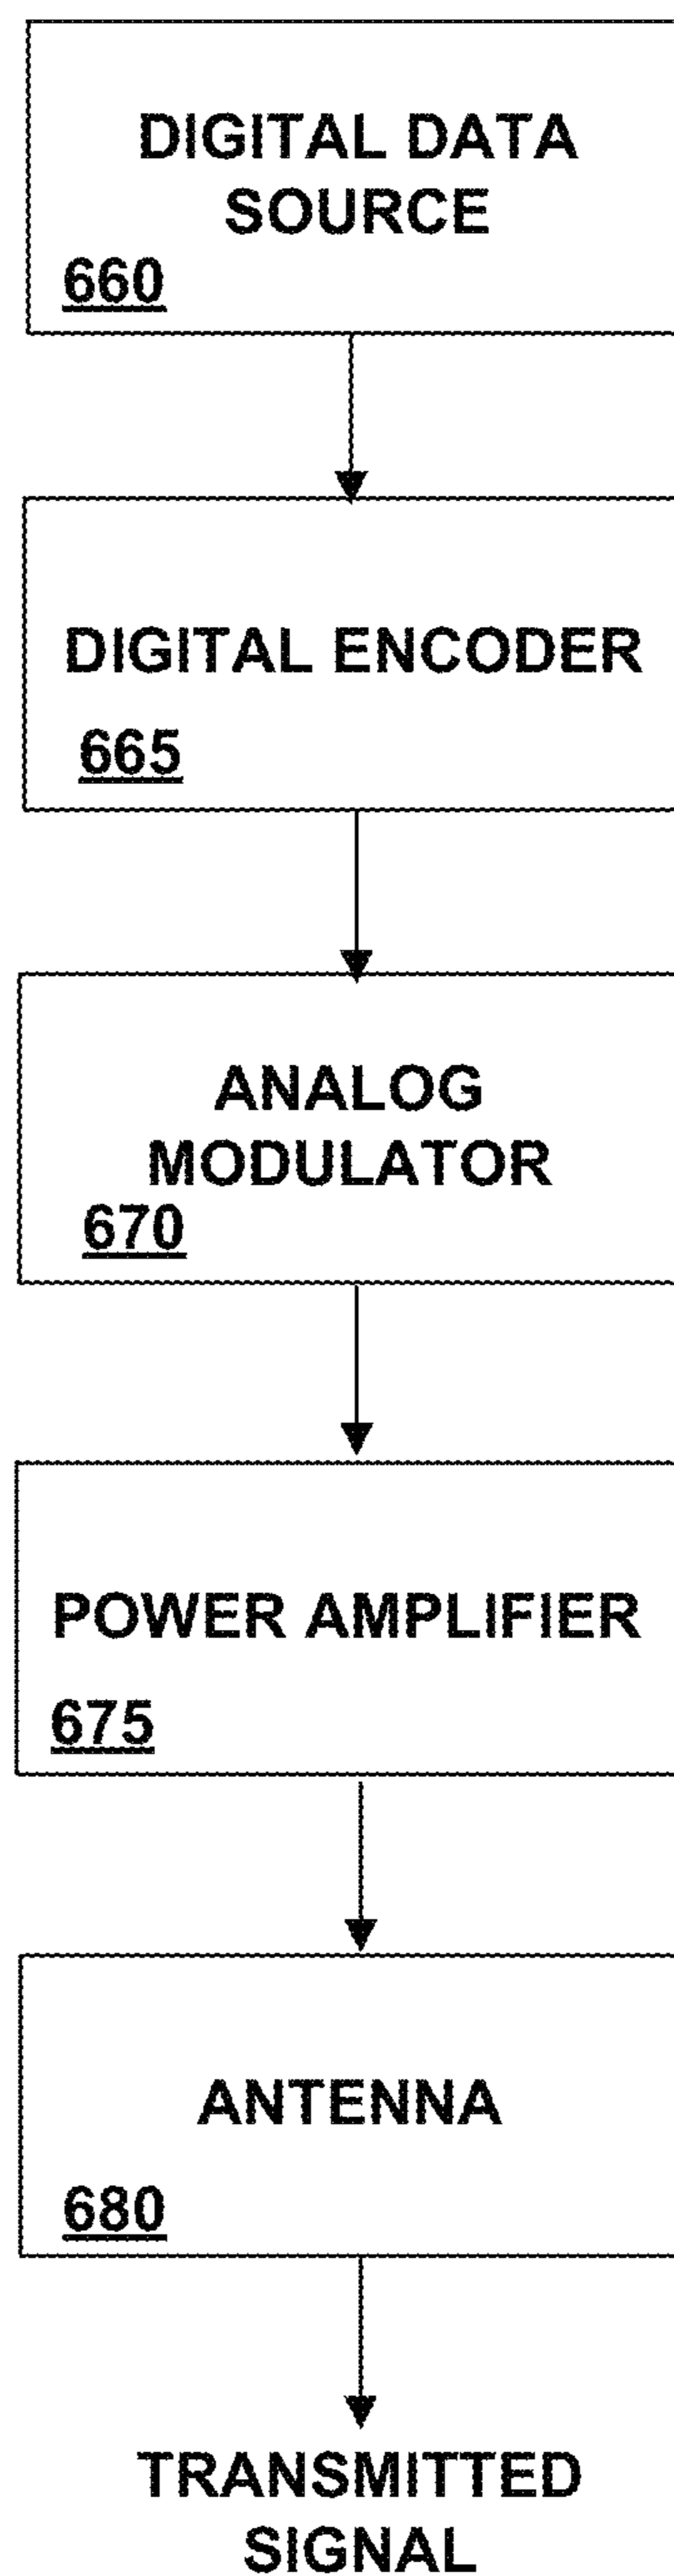 DIGITAL DATA
SOURCE
660
DIGITAL ENCODER
665
ANALOG
MODULATOR
670
POWER AMPLIFIER
675
ANTENNA
680
TRANSMITTED
SIGNAL